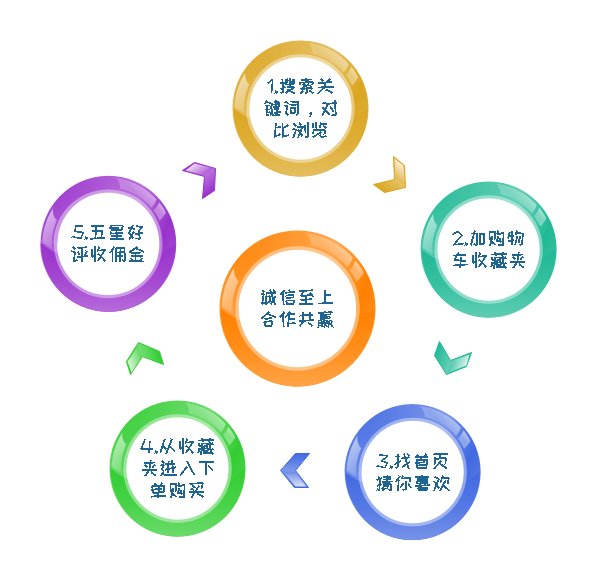 1.搜索关
键词，对
比浏览
2.加购物
车收藏夹
3.找首页
猜你喜欢
4.从收藏
夹进入下
单购买
5.五星好
评收佣金
诚信至上
合作共赢